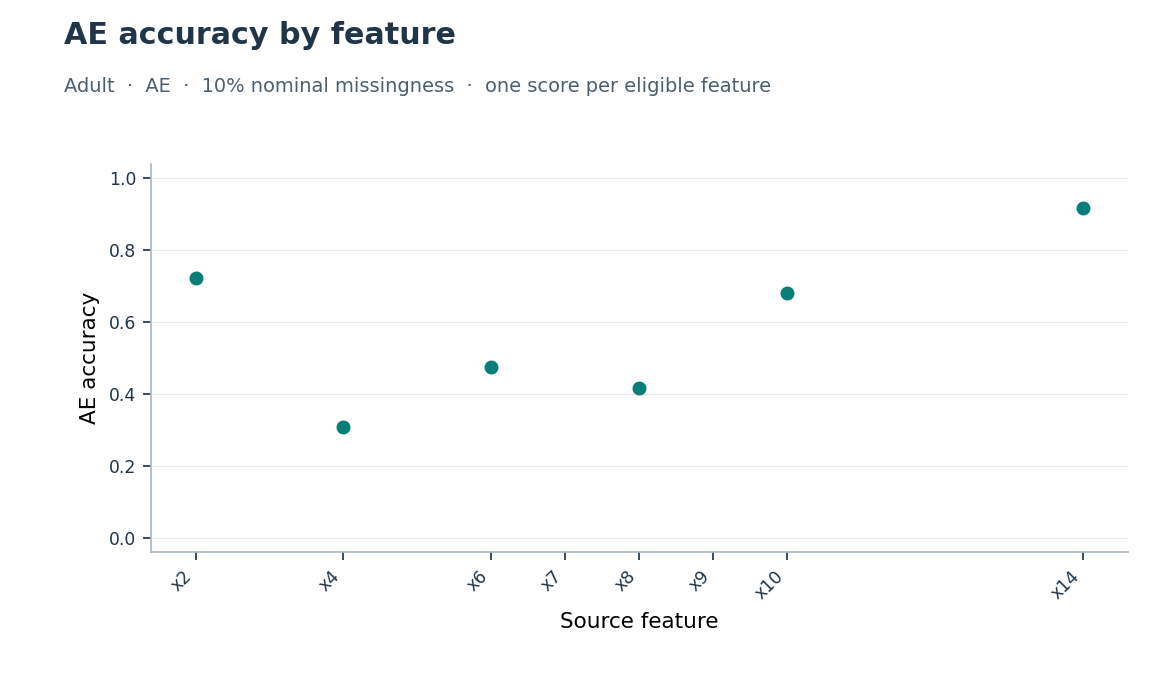 AE accuracy by feature
Adult · AE · 10% nominal missingness · one score per eligible feature
1.0
0.8
0.6
0.4
0.2
0.0
AE accuracy
x2 x4 x6 x7 x8 x9 x10 x14
Source feature